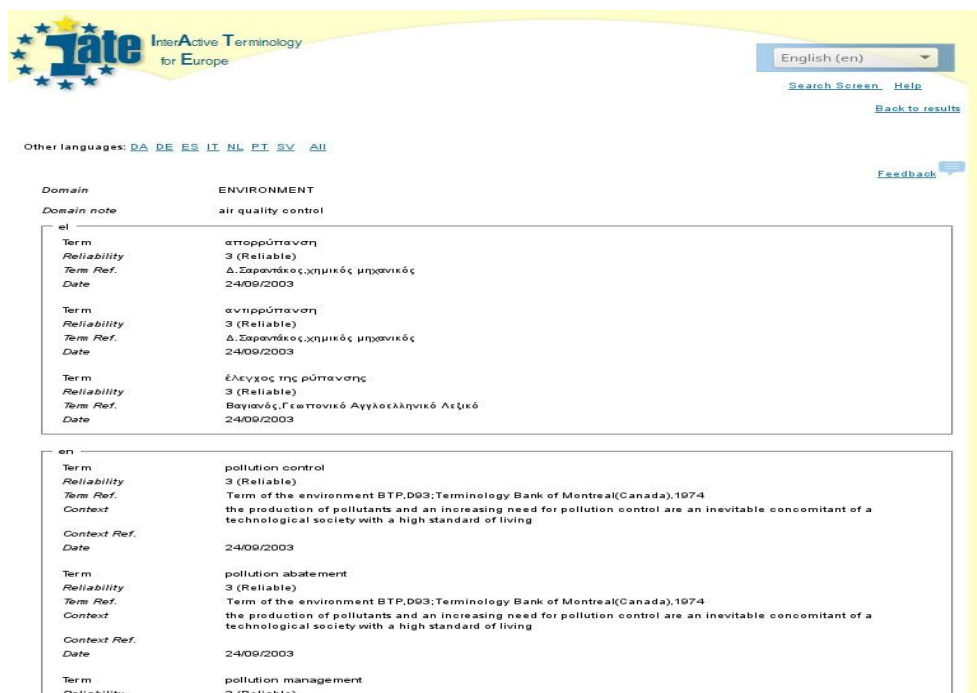 Iate InterActive Terminology
for Europe
English (en)
Search Screen Help
Back to results
Other languages: DA DE ES IT NL PT SV All
Feedback
Domain ENVIRONMENT
Domain note air quality control
el
Term απορρύπανση
Reliability 3 (Reliable)
Term Ref. Δ.Σαραντάκος,χημικός μηχανικός
Date 24/09/2003
Term αντιρρύπανση
Reliability 3 (Reliable)
Term Ref. Δ.Σαραντάκος,χημικός μηχανικός
Date 24/09/2003
Term έλεγχος της ρύπανσης
Reliability 3 (Reliable)
Term Ref. Βαγιανός,Γεωπονικό Αγγλοελληνικό Λεξικό
Date 24/09/2003
en
Term pollution control
Reliability 3 (Reliable)
Term Ref. Term of the environment BTP,D93;Terminology Bank of Montreal(Canada),1974
Context the production of pollutants and an increasing need for pollution control are an inevitable concomitant of a
technological society with a high standard of living
Context Ref.
Date 24/09/2003
Term pollution abatement
Reliability 3 (Reliable)
Term Ref. Term of the environment BTP,D93;Terminology Bank of Montreal(Canada),1974
Context the production of pollutants and an increasing need for pollution control are an inevitable concomitant of a
technological society with a high standard of living
Context Ref.
Date 24/09/2003
Term pollution management
Reliability 3 (Reliable)